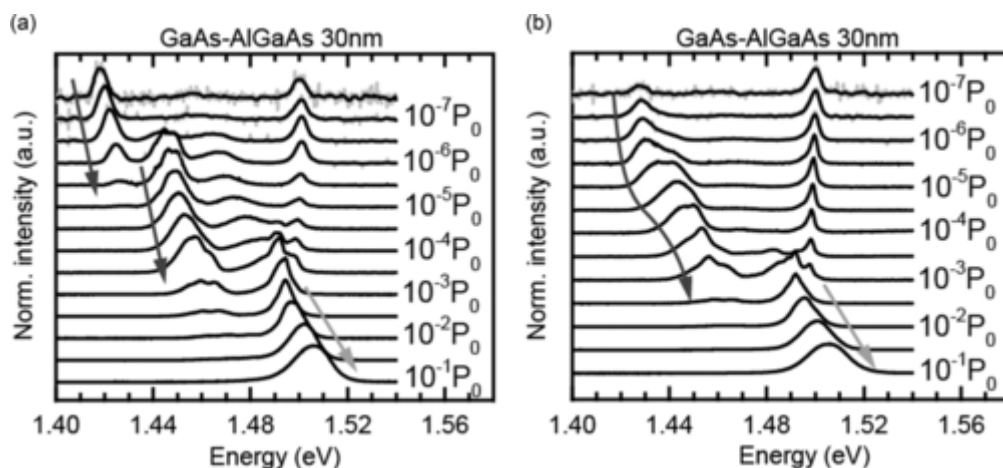 (a)
GaAs-AlGaAs 30nm
Norm. intensity (a.u.)
10⁻⁷P₀
10⁻⁶P₀
10⁻⁵P₀
10⁻⁴P₀
10⁻³P₀
10⁻²P₀
10⁻¹P₀
1.40 1.44 1.48 1.52 1.56
Energy (eV)
(b)
GaAs-AlGaAs 30nm
Norm. intensity (a.u.)
10⁻⁷P₀
10⁻⁶P₀
10⁻⁵P₀
10⁻⁴P₀
10⁻³P₀
10⁻²P₀
10⁻¹P₀
1.40 1.44 1.48 1.52 1.56
Energy (eV)